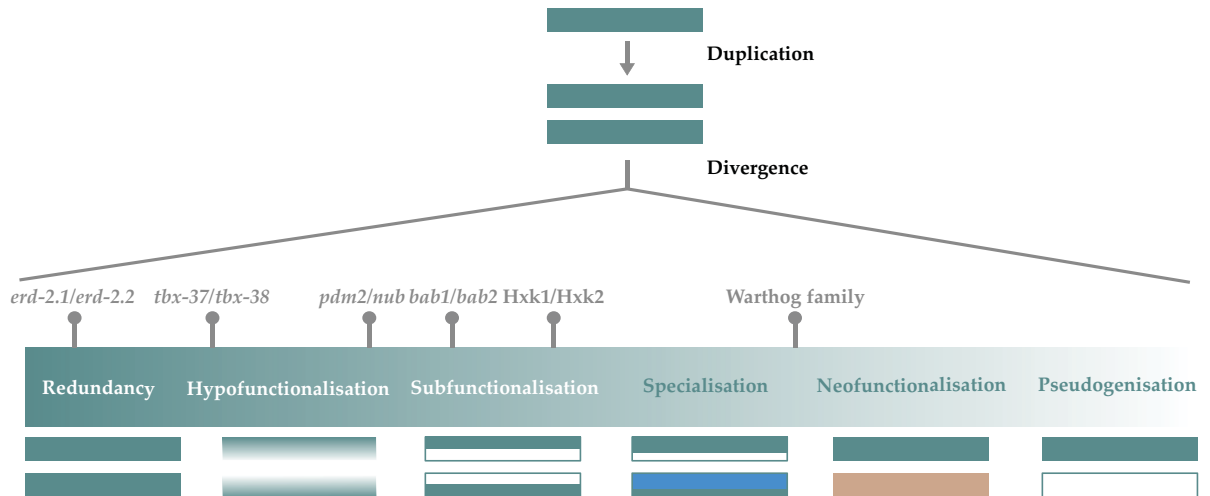 Duplication
Divergence
erd-2.1/erd-2.2 tbx-37/tbx-38 pdm2/nub bab1/bab2 Hxk1/Hxk2 Warthog family
Redundancy Hypofunctionalisation Subfunctionalisation Specialisation Neofunctionalisation Pseudogenisation